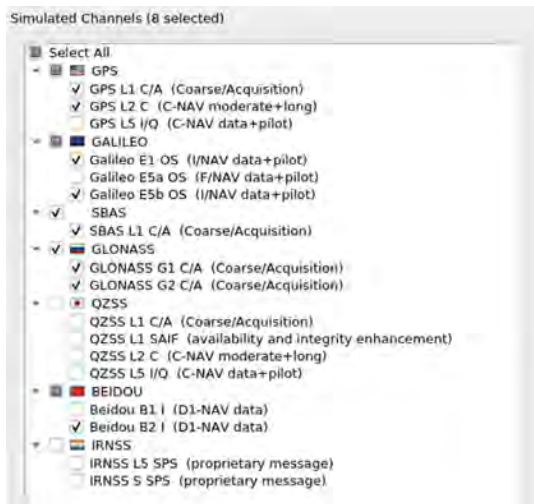 Simulated Channels (8 selected)
Select All
GPS
GPS L1 C/A (Coarse/Acquisition)
GPS L2 C (C-NAV moderate+long)
GPS L5 I/Q (C-NAV data+pilot)
GALILEO
Galileo E1 OS (I/NAV data+pilot)
Galileo E5a OS (F/NAV data+pilot)
Galileo E5b OS (I/NAV data+pilot)
SBAS
SBAS L1 C/A (Coarse/Acquisition)
GLONASS
GLONASS G1 C/A (Coarse/Acquisition)
GLONASS G2 C/A (Coarse/Acquisition)
QZSS
QZSS L1 C/A (Coarse/Acquisition)
QZSS L1 SAIF (availability and integrity enhancement)
QZSS L2 C (C-NAV moderate+long)
QZSS L5 I/Q (C-NAV data+pilot)
BEIDOU
Beidou B1 I (D1-NAV data)
Beidou B2 I (D1-NAV data)
IRNSS
IRNSS L5 SPS (proprietary message)
IRNSS S SPS (proprietary message)